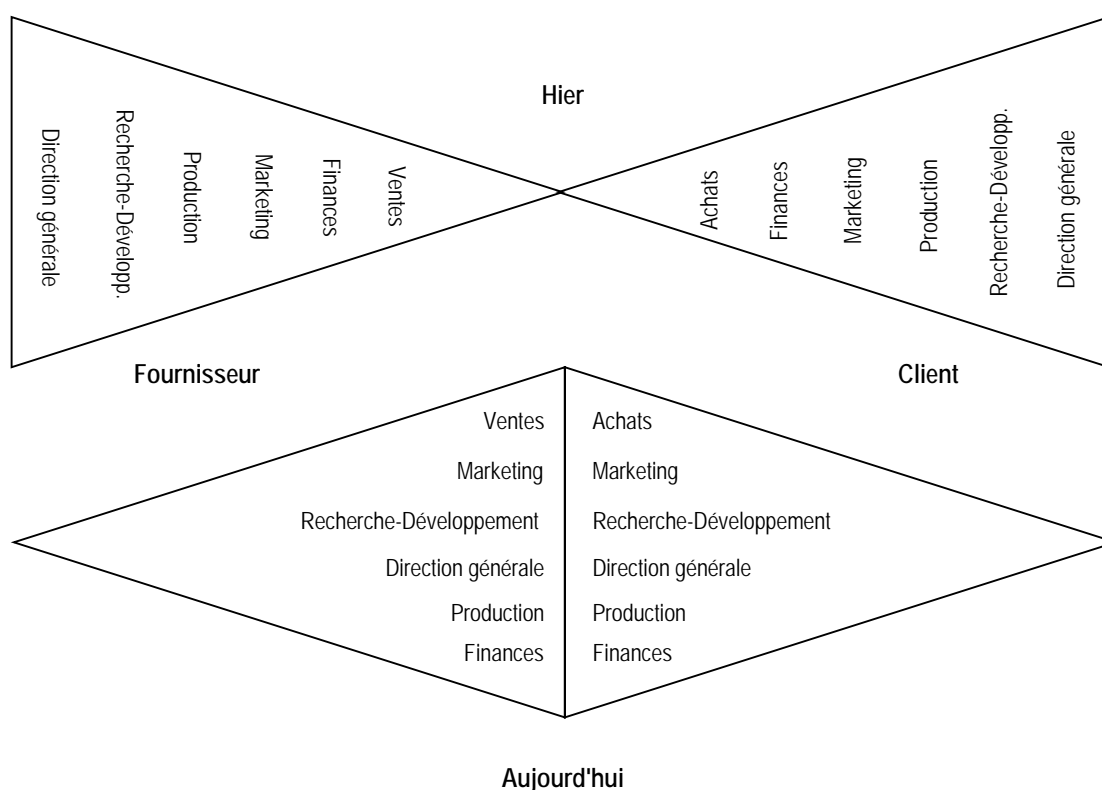 Hier
Direction générale
Recherche-Développ.
Production
Marketing
Finances
Ventes
Achats
Finances
Marketing
Production
Recherche-Développ.
Direction générale
Fournisseur
Client
Ventes
Achats
Marketing
Marketing
Recherche-Développement
Recherche-Développement
Direction générale
Direction générale
Production
Production
Finances
Finances
Aujourd'hui